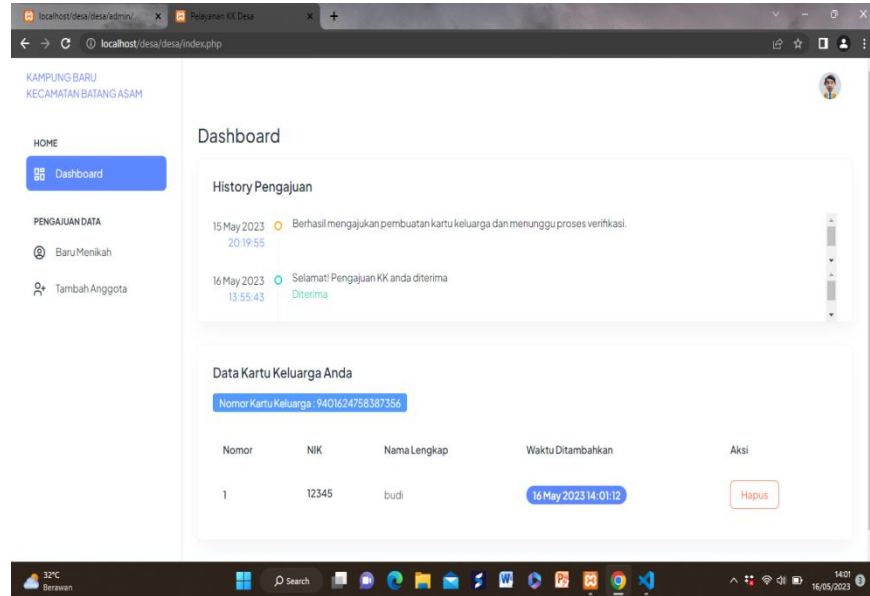 localhost/desa/desa/admin/
Pelayanan KK Desa
localhost/desa/desa/index.php
KAMPUNG BARU
KECAMATAN BATANG ASAM
HOME
Dashboard
PENGAJUAN DATA
Baru Menikah
Tambah Anggota
Dashboard
History Pengajuan
15 May 2023
20:19:55
Berhasil mengajukan pembuatan kartu keluarga dan menunggu proses verifikasi.
16 May 2023
13:55:43
Selamat! Pengajuan KK anda diterima
Diterima
Data Kartu Keluarga Anda
Nomor Kartu Keluarga : 9401624758387356
Nomor NIK Nama Lengkap Waktu Ditambahkan Aksi
1 12345 budi 16 May 2023 14:01:12 Hapus
32°C
Berawan
Search
14:01
16/05/2023
3